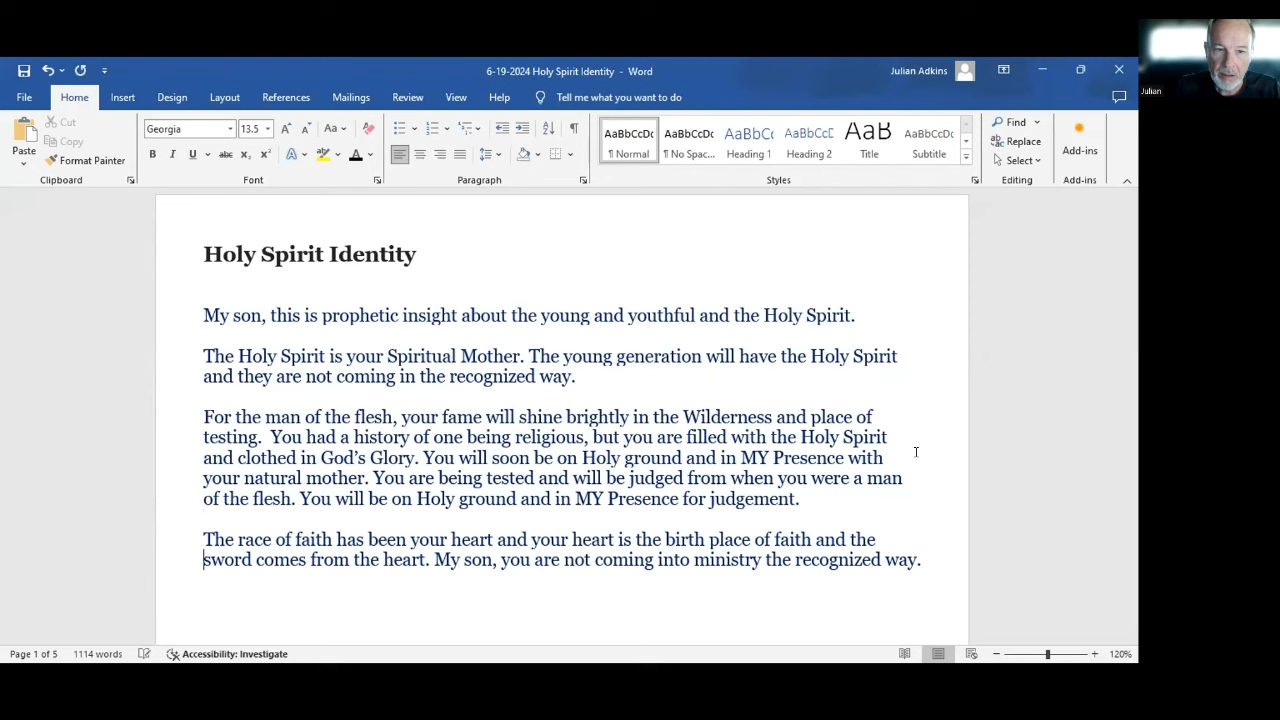 6-19-2024 Holy Spirit Identity - Word
Julian Adkins
Julian
File Home Insert Design Layout References Mailings Review View Help Tell me what you want to do
Paste
Cut
Copy
Format Painter
Clipboard
Georgia 13.5
Font
Paragraph
AaBbCcDc AaBbCcDc AaBbCc AaBbCcD AaB AaBbCcD
¶ Normal ¶ No Spac... Heading 1 Heading 2 Title Subtitle
Styles
Find
Replace
Select
Editing
Add-ins
Add-ins
Holy Spirit Identity
My son, this is prophetic insight about the young and youthful and the Holy Spirit.
The Holy Spirit is your Spiritual Mother. The young generation will have the Holy Spirit
and they are not coming in the recognized way.
For the man of the flesh, your fame will shine brightly in the Wilderness and place of
testing.  You had a history of one being religious, but you are filled with the Holy Spirit
and clothed in God’s Glory. You will soon be on Holy ground and in MY Presence with
your natural mother. You are being tested and will be judged from when you were a man
of the flesh. You will be on Holy ground and in MY Presence for judgement.
The race of faith has been your heart and your heart is the birth place of faith and the
sword comes from the heart. My son, you are not coming into ministry the recognized way.
Page 1 of 5 1114 words Accessibility: Investigate 120%